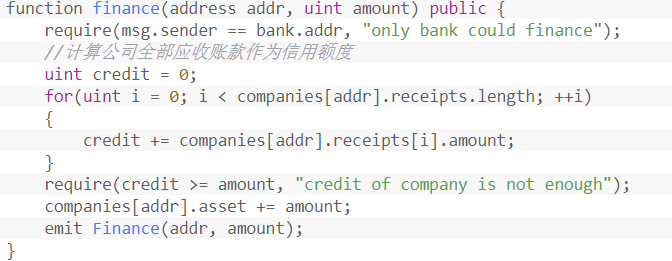 function finance(address addr, uint amount) public {
    require(msg.sender == bank.addr, "only bank could finance");
    //计算公司全部应收账款作为信用额度
    uint credit = 0;
    for(uint i = 0; i < companies[addr].receipts.length; ++i)
    {
        credit += companies[addr].receipts[i].amount;
    }
    require(credit >= amount, "credit of company is not enough");
    companies[addr].asset += amount;
    emit Finance(addr, amount);
}